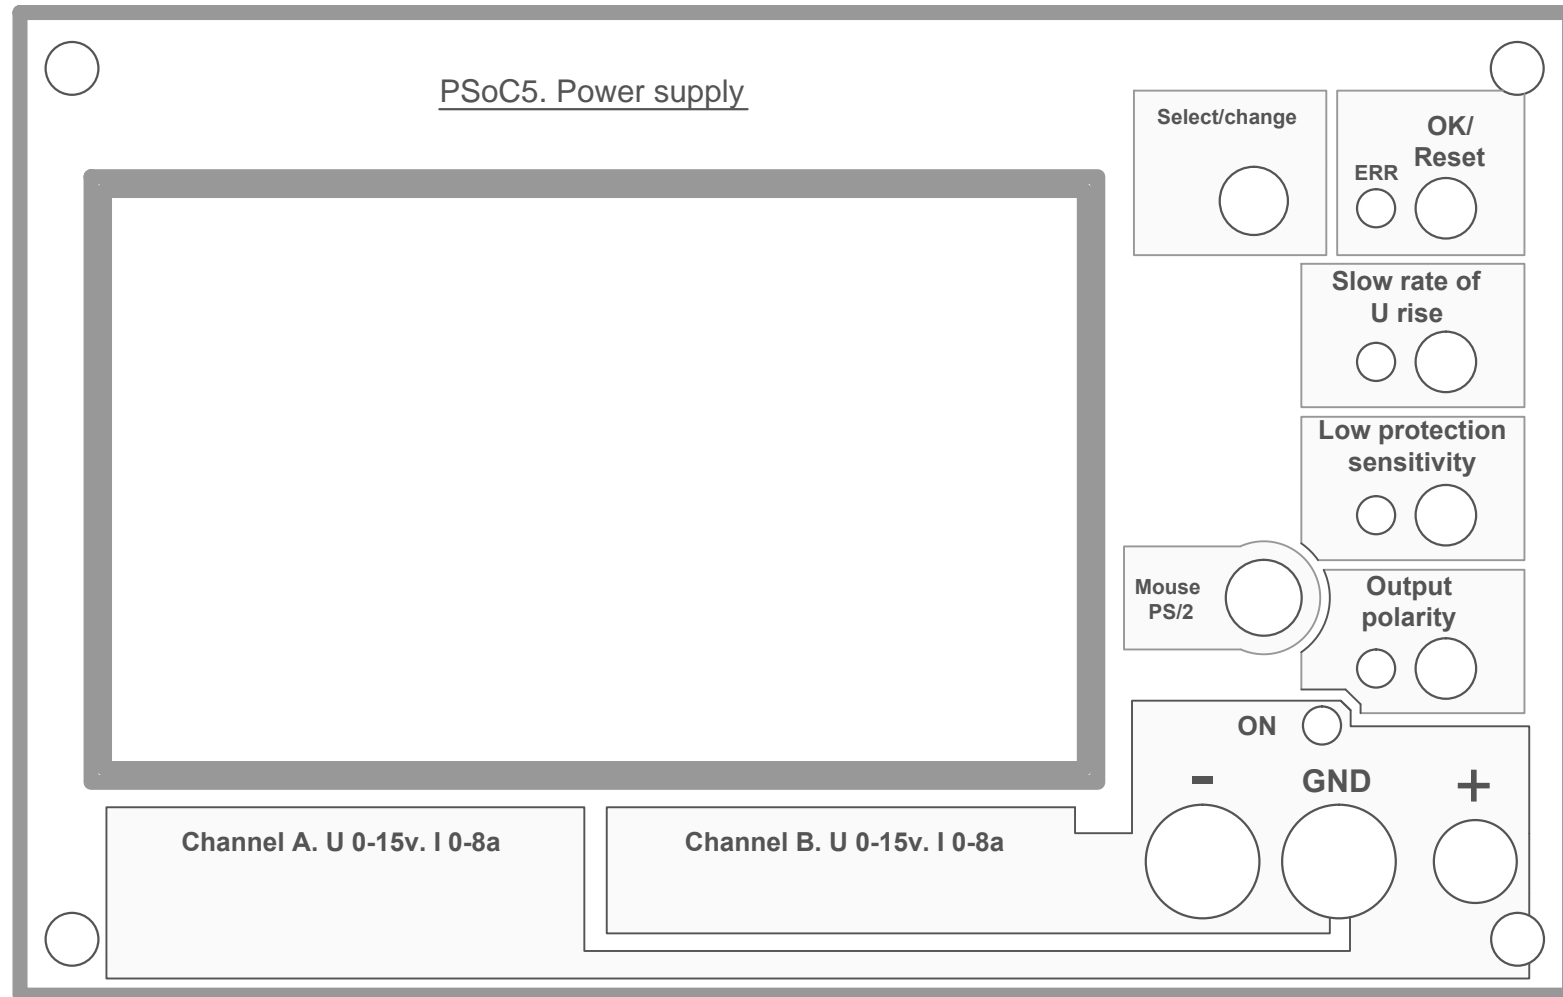 PSoC5. Power supply
Select/change
OK/
Reset
ERR
Slow rate of
U rise
Low protection
sensitivity
Mouse
PS/2
Output
polarity
ON
-
GND
+
Channel A. U 0-15v. I 0-8a
Channel B. U 0-15v. I 0-8a